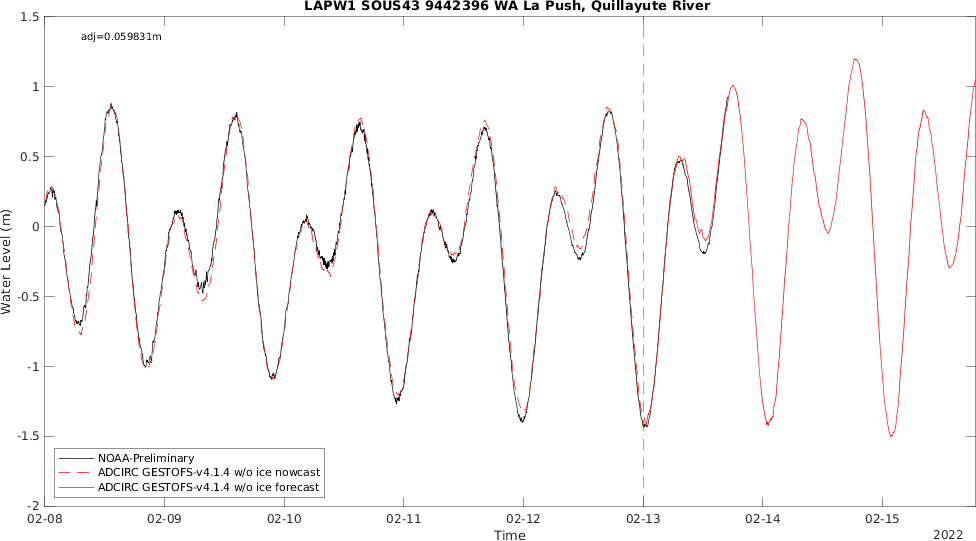 LAPW1 SOUS43 9442396 WA La Push, Quillayute River
adj=0.059831m
1.5
1
0.5
0
-0.5
-1
-1.5
-2
Water Level (m)
NOAA-Preliminary
ADCIRC GESTOFS-v4.1.4 w/o ice nowcast
ADCIRC GESTOFS-v4.1.4 w/o ice forecast
02-08 02-09 02-10 02-11 02-12 02-13 02-14 02-15
Time
2022